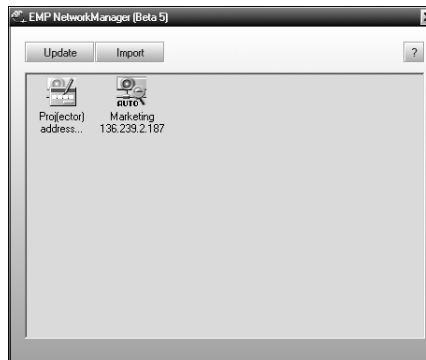 EMP NetworkManager (Beta 5)
Update Import ?
AUTO
Proj(ector) Marketing
address... 136.239.2.187